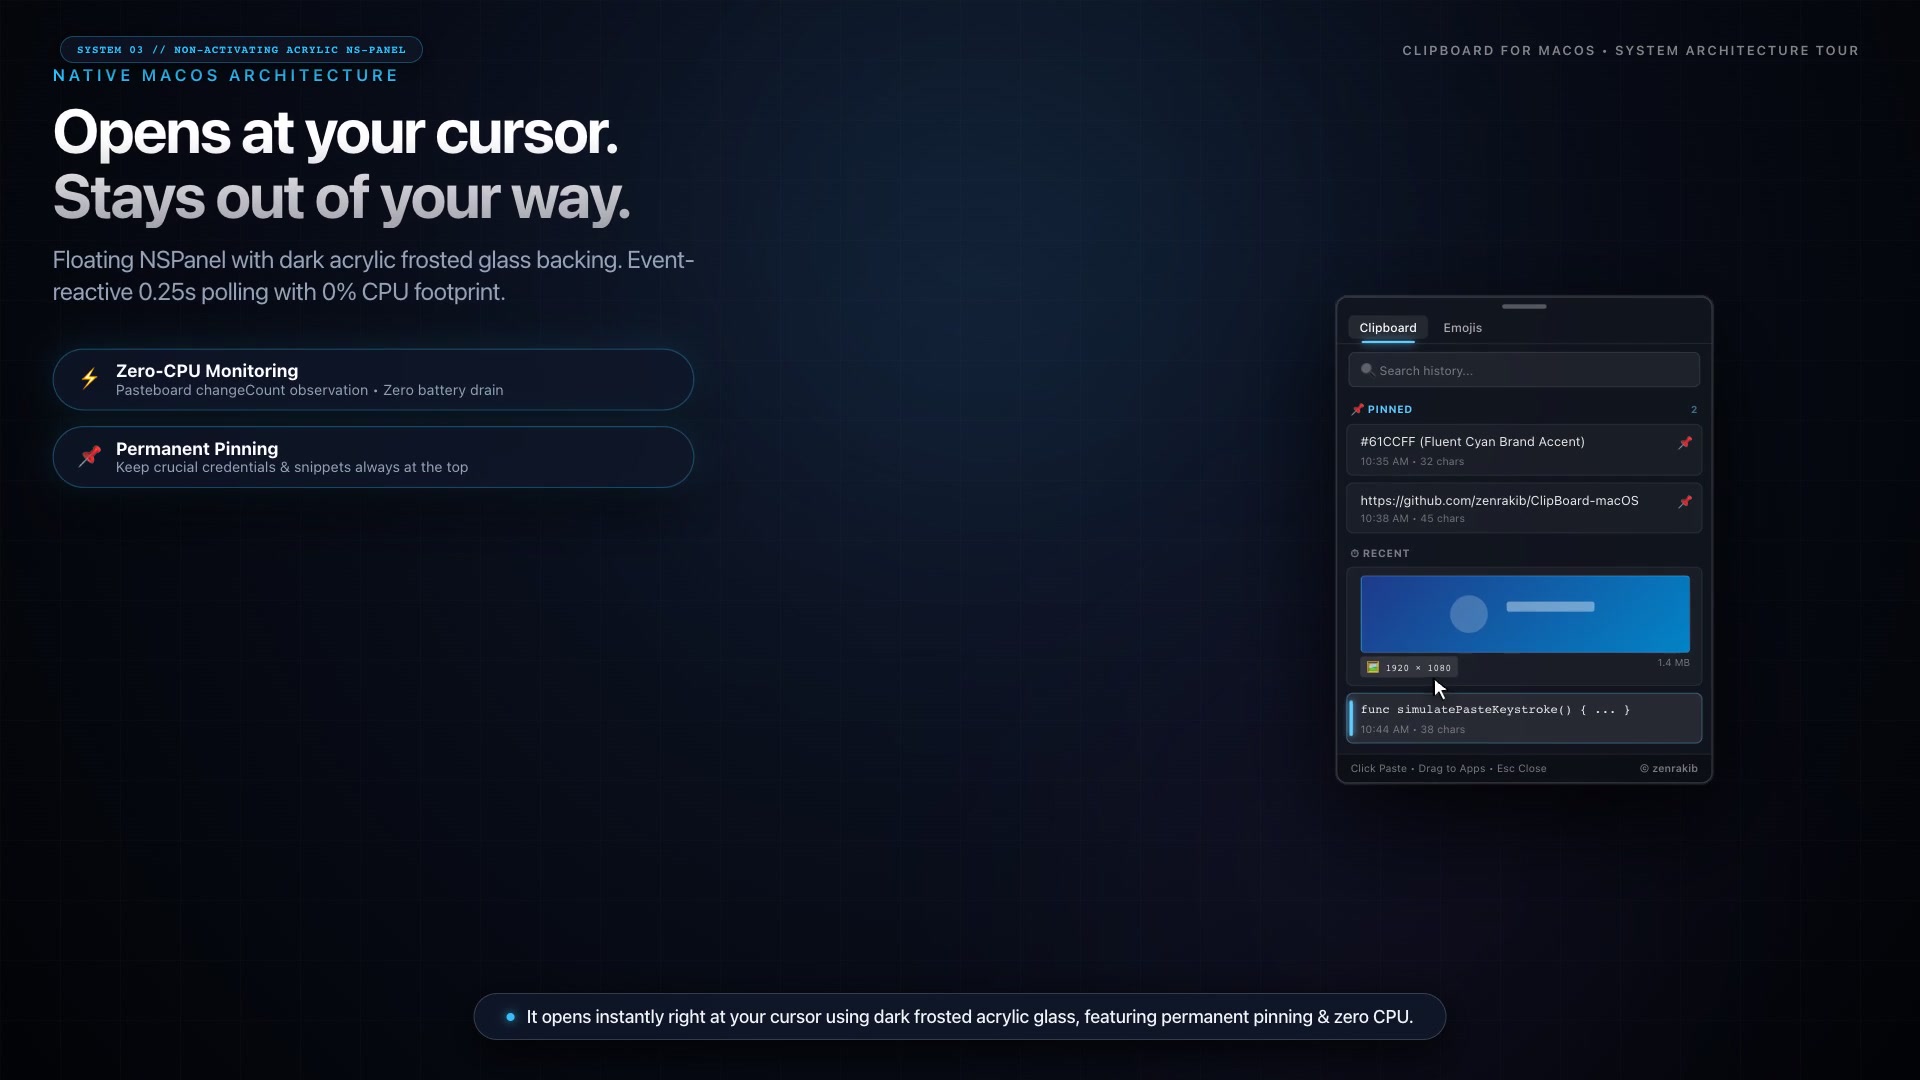 SYSTEM 03 // NON-ACTIVATING ACRYLIC NS-PANEL
CLIPBOARD FOR MACOS • SYSTEM ARCHITECTURE TOUR
NATIVE MACOS ARCHITECTURE
Opens at your cursor.
Stays out of your way.
Floating NSPanel with dark acrylic frosted glass backing. Event-
reactive 0.25s polling with 0% CPU footprint.
⚡ Zero-CPU Monitoring
Pasteboard changeCount observation • Zero battery drain
📌 Permanent Pinning
Keep crucial credentials & snippets always at the top
Clipboard Emojis
🔍 Search history...
📌 PINNED 2
#61CCFF (Fluent Cyan Brand Accent) 📌
10:35 AM • 32 chars
https://github.com/zenrakib/ClipBoard-macOS 📌
10:38 AM • 45 chars
⏱ RECENT
🖼️ 1920 × 1080 1.4 MB
func simulatePasteKeystroke() { ... }
10:44 AM • 38 chars
Click Paste • Drag to Apps • Esc Close © zenrakib
It opens instantly right at your cursor using dark frosted acrylic glass, featuring permanent pinning & zero CPU.